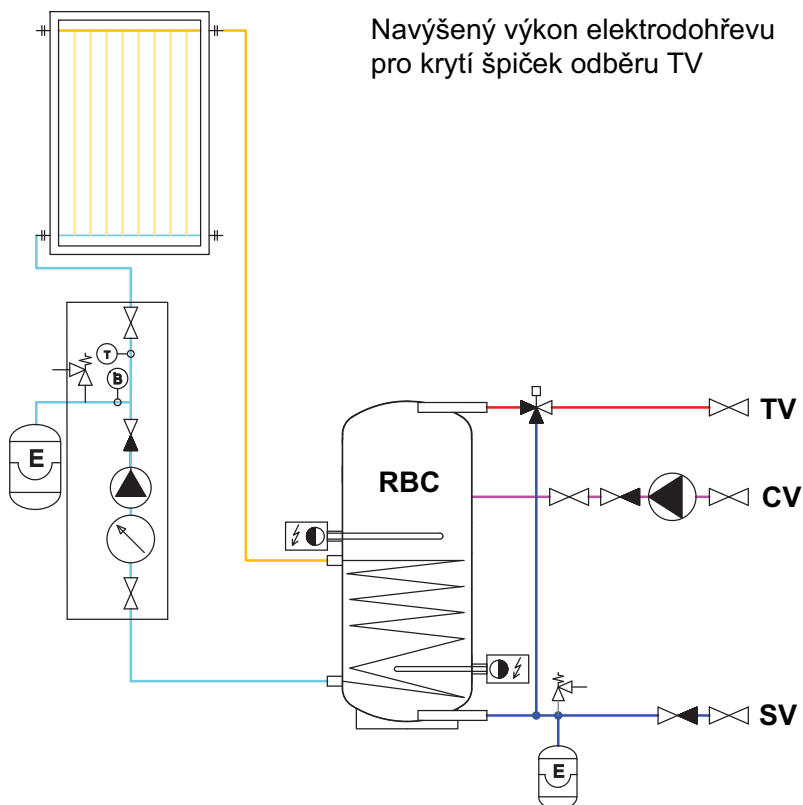 Navýšený výkon elektrodohřevu
pro krytí špiček odběru TV
T
B
E
RBC
TV
CV
SV
E